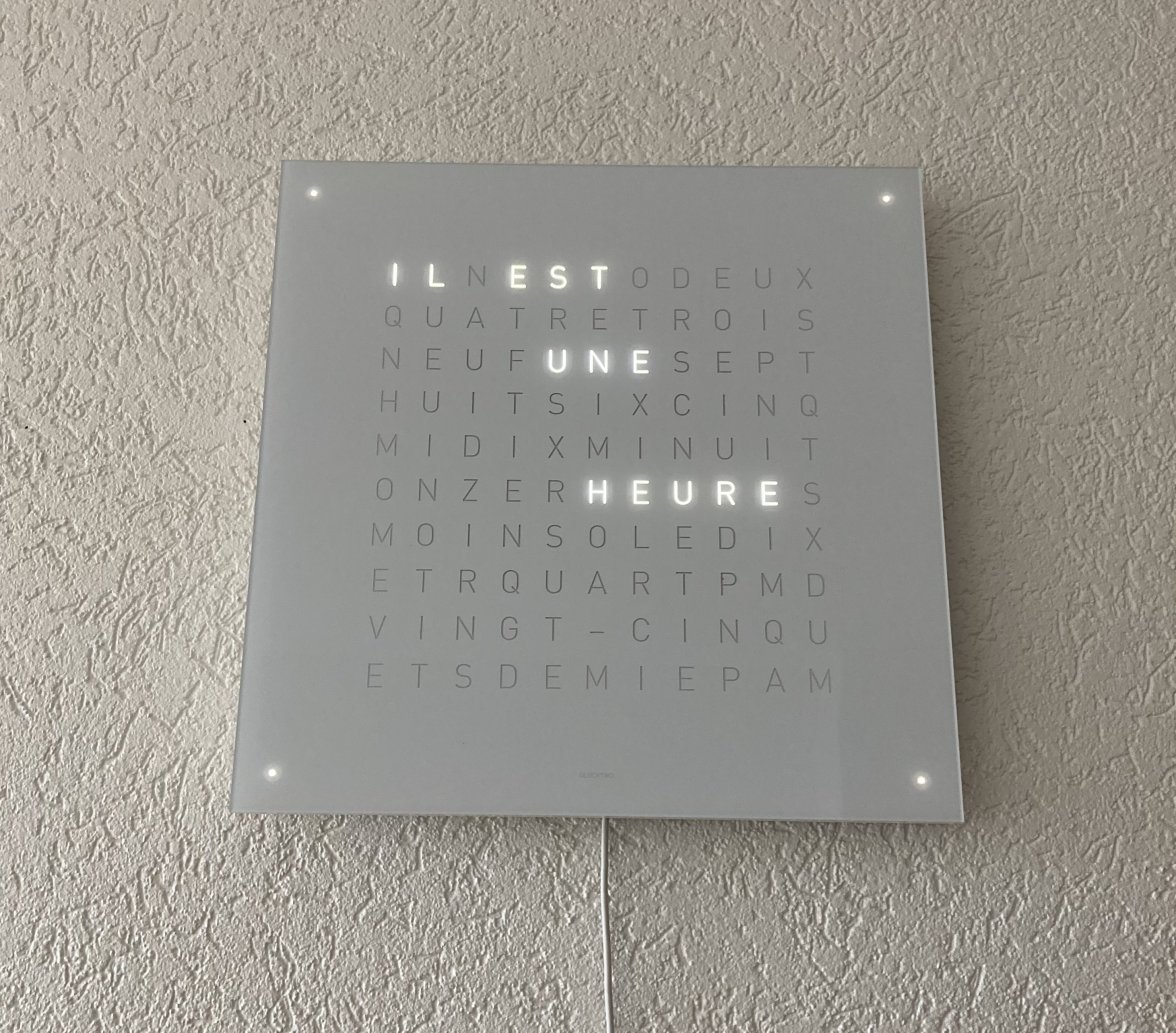 ILNESTODEUX
QUATRETROIS
NEUFUNESEPT
HUITSIXCINQ
MIDIXMINUIT
ONZERHEURES
MOINSOLEDIX
ETRQUARTPMD
VINGT-CINQU
ETSDEMIEPAM